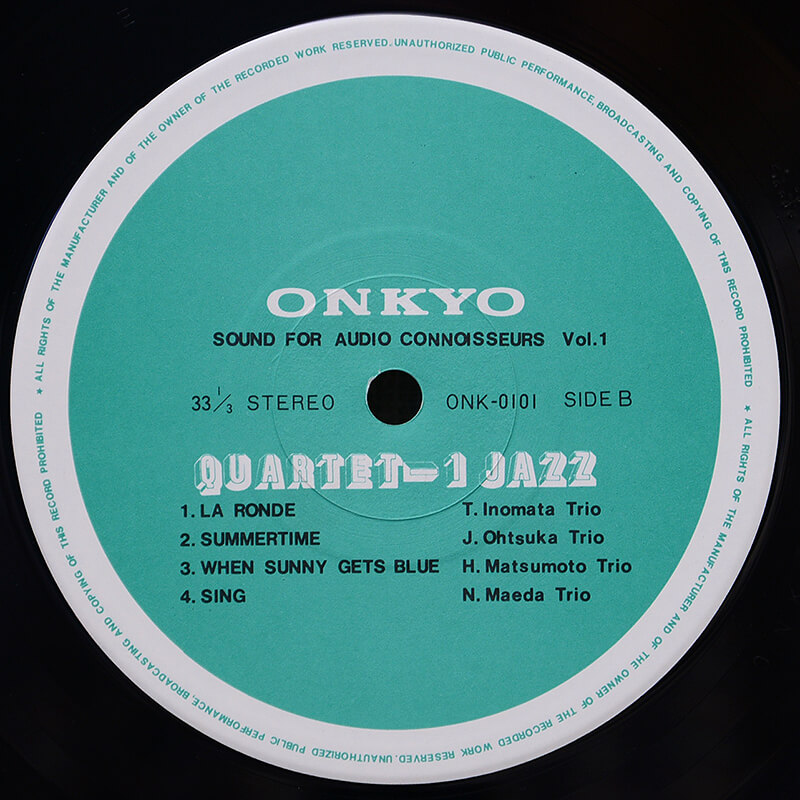 ★ ALL RIGHTS OF THE MANUFACTURER AND OF THE OWNER OF THE RECORDED WORK RESERVED. UNAUTHORIZED PUBLIC PERFORMANCE, BROADCASTING AND COPYING OF THIS RECORD PROHIBITED
★ ALL RIGHTS OF THE MANUFACTURER AND OF THE OWNER OF THE RECORDED WORK RESERVED. UNAUTHORIZED PUBLIC PERFORMANCE, BROADCASTING AND COPYING OF THIS RECORD PROHIBITED
ONKYO
SOUND FOR AUDIO CONNOISSEURS Vol.1
33 1/3 STEREO ONK-0101 SIDE B
QUARTET-1 JAZZ
1. LA RONDE T. Inomata Trio
2. SUMMERTIME J. Ohtsuka Trio
3. WHEN SUNNY GETS BLUE H. Matsumoto Trio
4. SING N. Maeda Trio